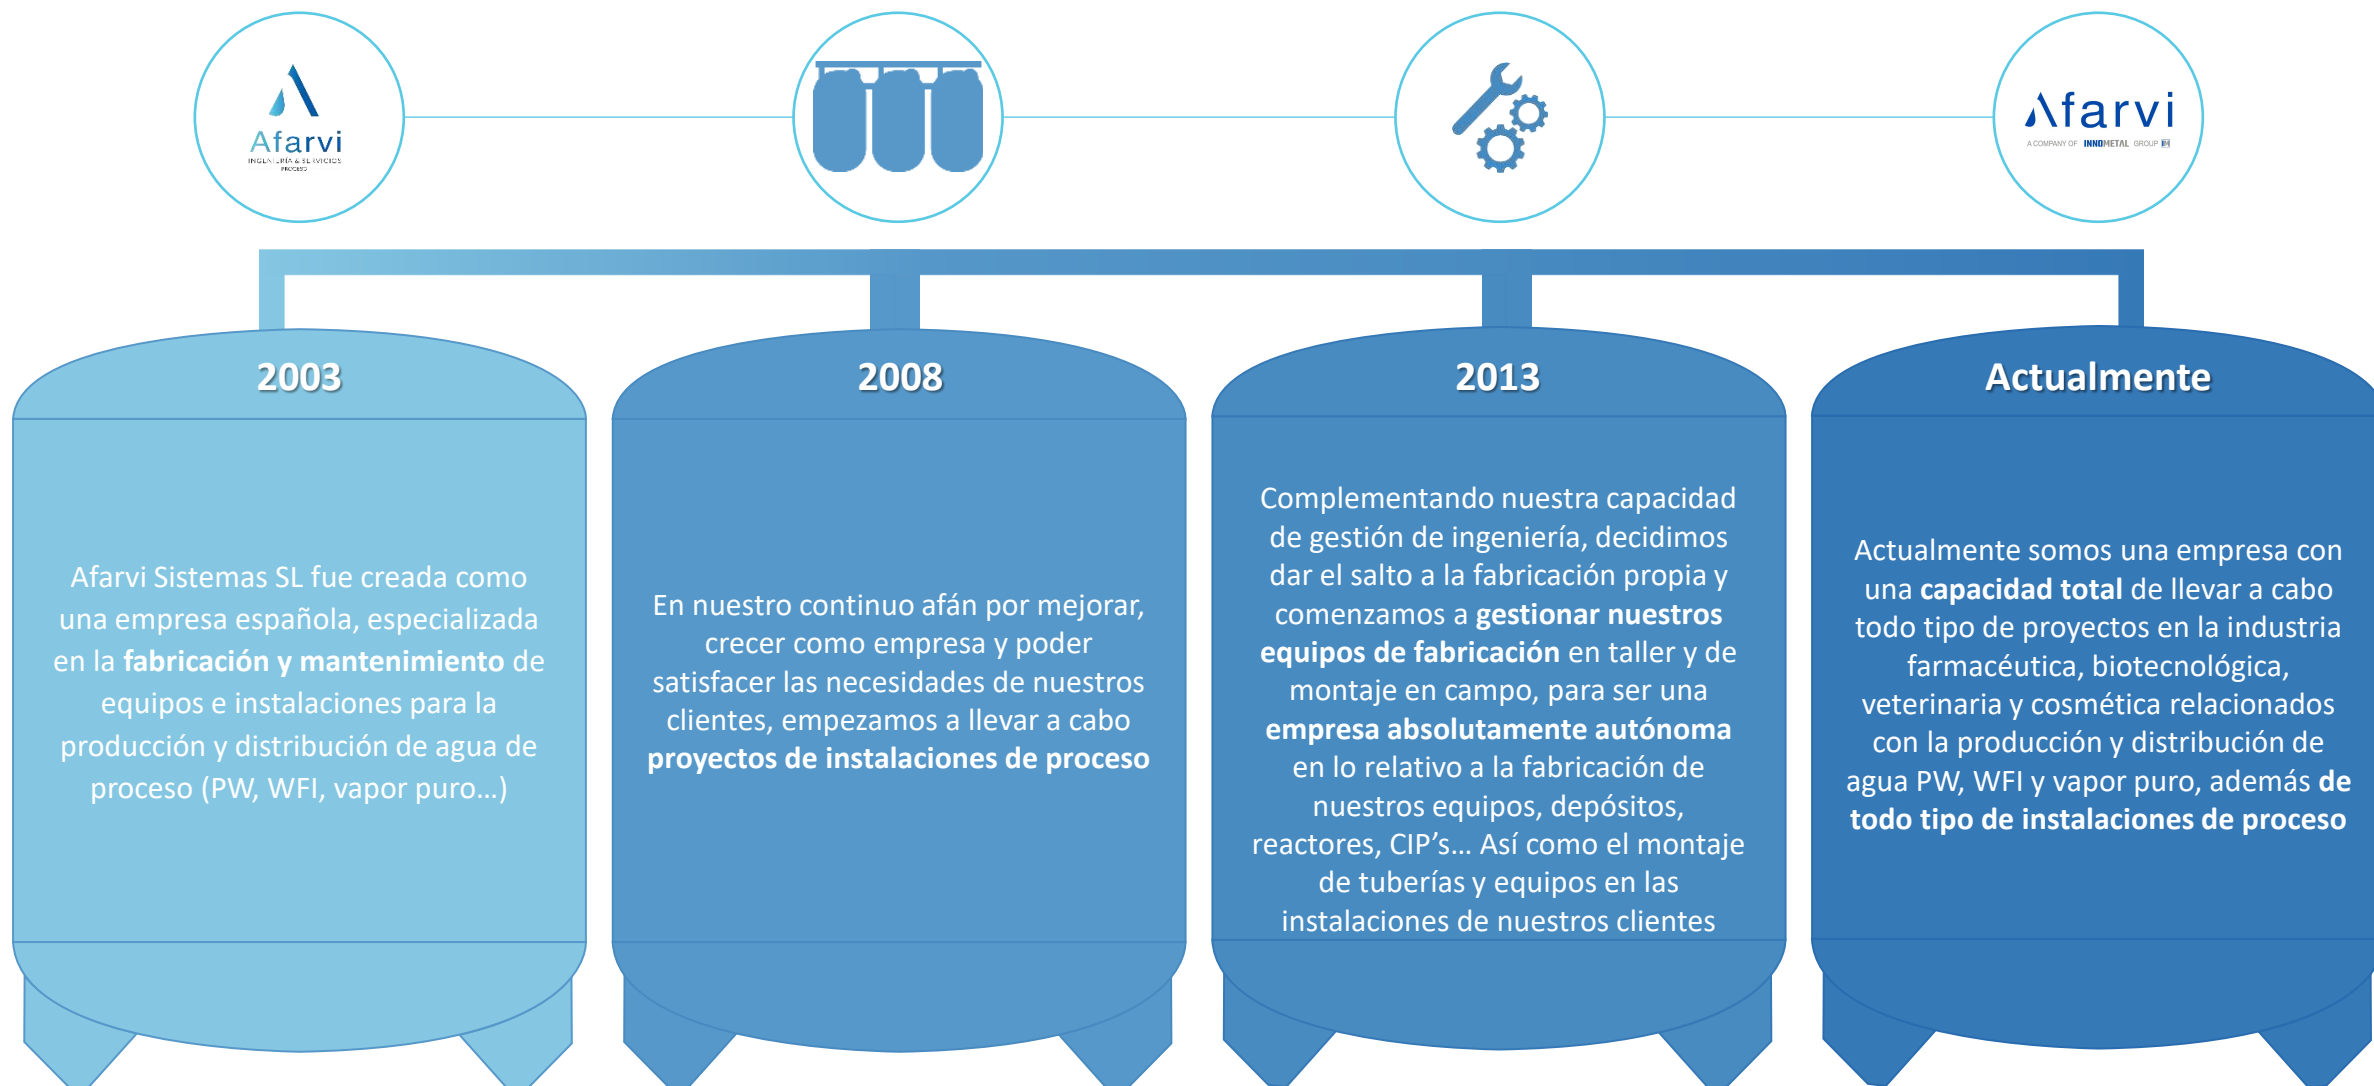 Afarvi
INGENIERÍA & SERVICIOS
PROCESO
Afarvi
A COMPANY OF INNOMETAL GROUP IM
2003
Afarvi Sistemas SL fue creada como
una empresa española, especializada
en la fabricación y mantenimiento de
equipos e instalaciones para la
producción y distribución de agua de
proceso (PW, WFI, vapor puro…)
2008
En nuestro continuo afán por mejorar,
crecer como empresa y poder
satisfacer las necesidades de nuestros
clientes, empezamos a llevar a cabo
proyectos de instalaciones de proceso
2013
Complementando nuestra capacidad
de gestión de ingeniería, decidimos
dar el salto a la fabricación propia y
comenzamos a gestionar nuestros
equipos de fabricación en taller y de
montaje en campo, para ser una
empresa absolutamente autónoma
en lo relativo a la fabricación de
nuestros equipos, depósitos,
reactores, CIP’s… Así como el montaje
de tuberías y equipos en las
instalaciones de nuestros clientes
Actualmente
Actualmente somos una empresa con
una capacidad total de llevar a cabo
todo tipo de proyectos en la industria
farmacéutica, biotecnológica,
veterinaria y cosmética relacionados
con la producción y distribución de
agua PW, WFI y vapor puro, además de
todo tipo de instalaciones de proceso